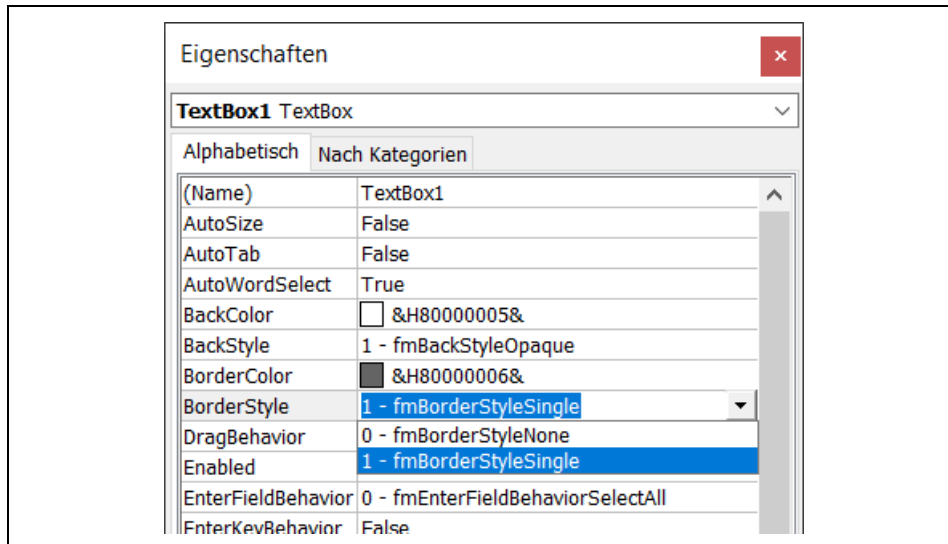 Eigenschaften
TextBox1 TextBox
Alphabetisch Nach Kategorien
(Name) TextBox1
AutoSize False
AutoTab False
AutoWordSelect True
BackColor &H80000005&
BackStyle 1 - fmBackStyleOpaque
BorderColor &H80000006&
BorderStyle 1 - fmBorderStyleSingle
DragBehavior 0 - fmBorderStyleNone
Enabled 1 - fmBorderStyleSingle
EnterFieldBehavior 0 - fmEnterFieldBehaviorSelectAll
EnterKeyBehavior False